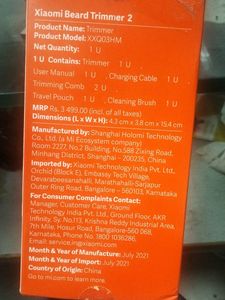 Xiaomi Beard Trimmer 2
Product Name: Trimmer
Product Model: XXQ03HM
Net Quantity: 1 U
1 U Contains: Trimmer 1 U
User Manual 1 U , Charging Cable 1 U
Trimming Comb 2 U
Travel Pouch 1 U , Cleaning Brush 1 U
MRP Rs. 3 499.00 (incl. of all taxes)
Dimensions (L x W x H): 4.3 cm x 3.8 cm x 15.4 cm
Manufactured by: Shanghai Holomi Technology
Co., Ltd. (a Mi Ecosystem company)
Room 2227, No.2 Building, No.588 Zixing Road,
Minhang District, Shanghai - 200235, China
Imported by: Xiaomi Technology India Pvt. Ltd.,
Orchid (Block E), Embassy Tech Village,
Devarabeesanahalli, Marathahalli-Sarjapur
Outer Ring Road, Bangalore - 560103, Karnataka
For Consumer Complaints Contact:
Manager, Customer Care, Xiaomi
Technology India Pvt. Ltd., Ground Floor, AKR
Infinity, Sy. No.113, Krishna Reddy Industrial Area,
7th Mile, Hosur Road, Bangalore-560 068,
Karnataka, Phone No. 1800 1036286,
Email: service.in@xiaomi.com
Month & Year of Manufacture: July 2021
Month & Year of Import: July 2021
Country of Origin: China
Go to mi.com to learn more.